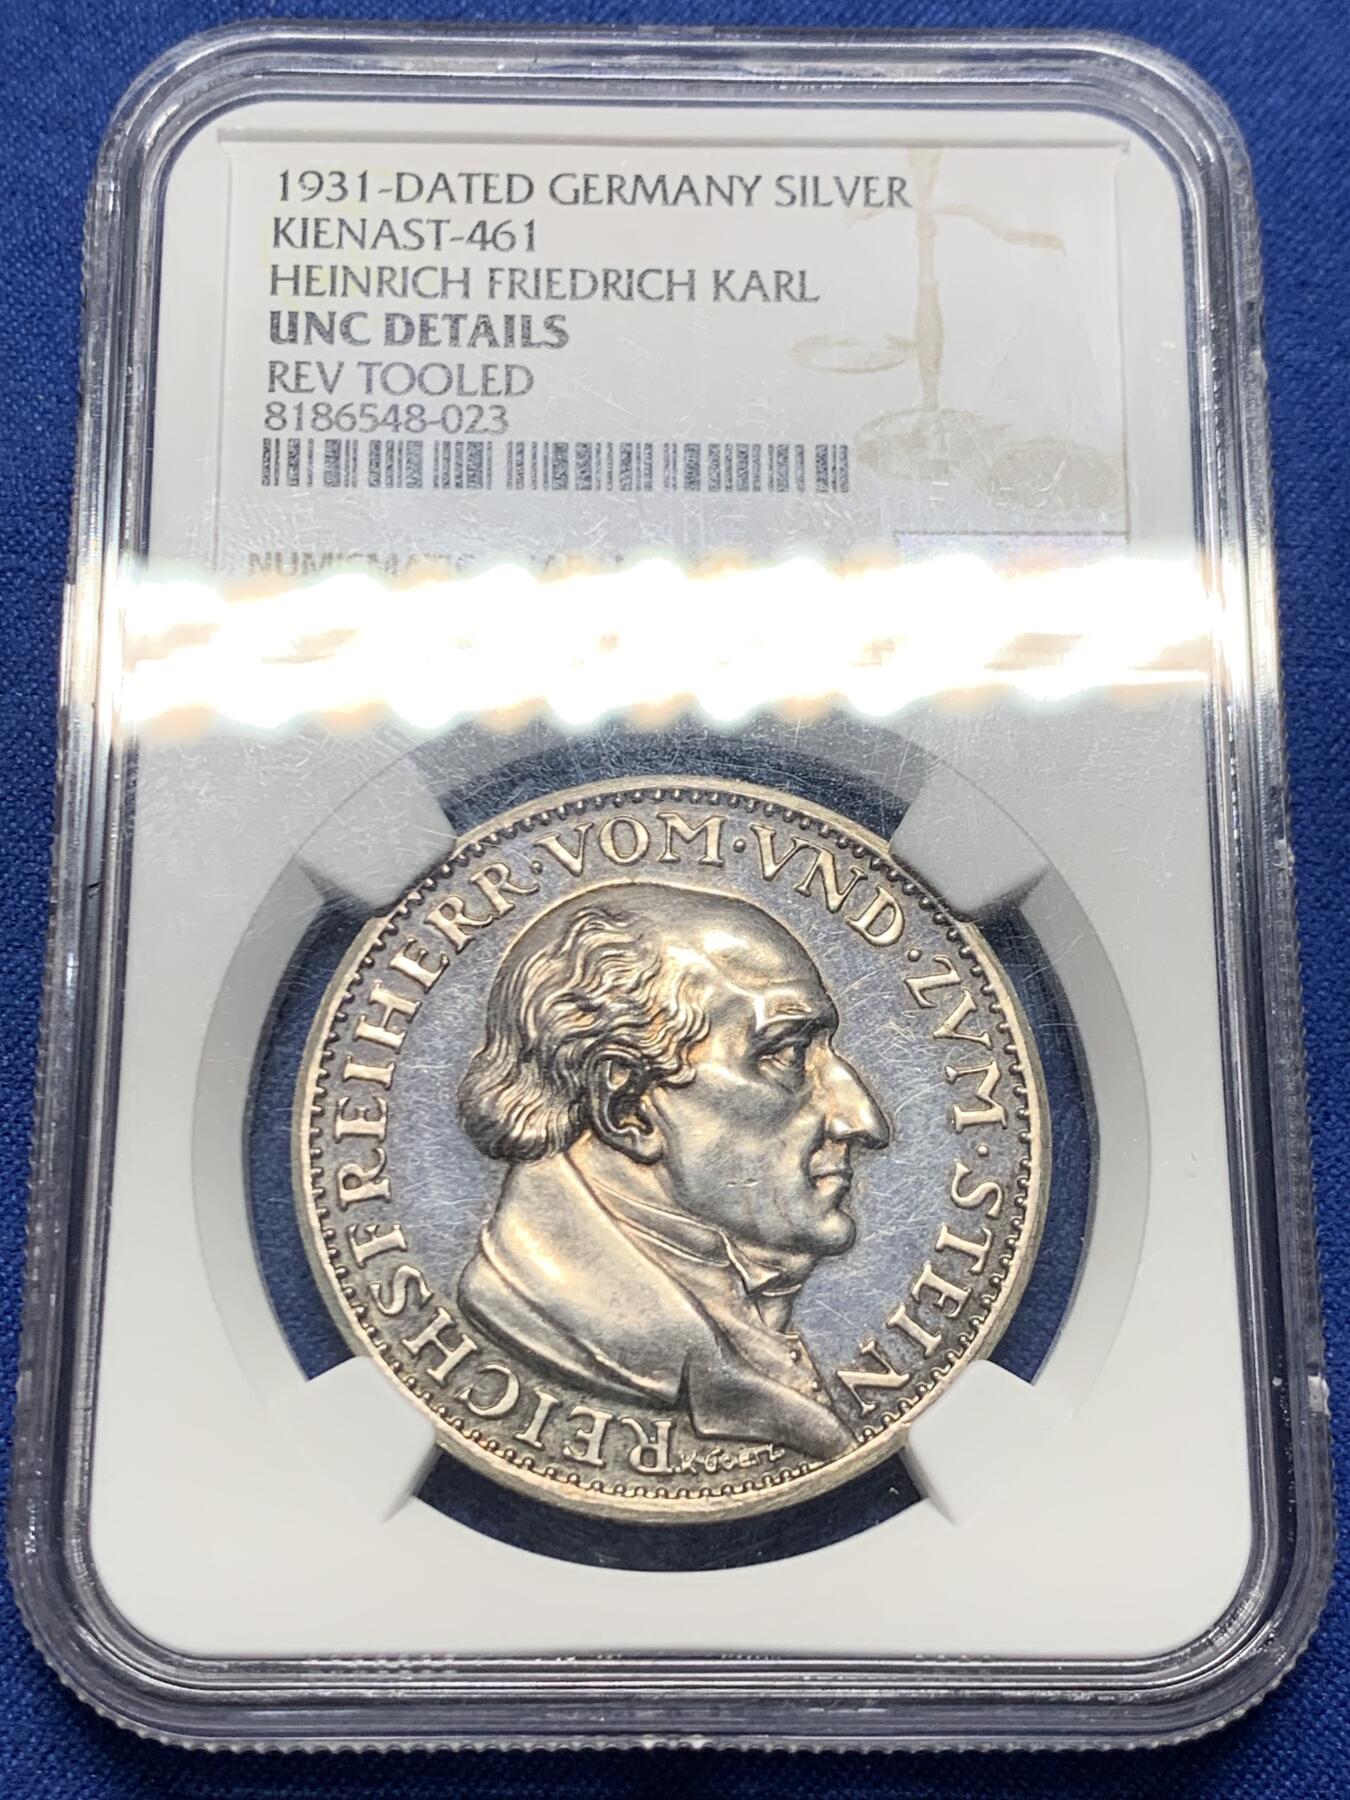 1931-DATED GERMANY SILVER
KIENAST-461
HEINRICH FRIEDRICH KARL
UNC DETAILS
REV TOOLED
8186548-023
REICHSFREIHERR·VOM·VND·ZVM·STEIN
K·GOETZ